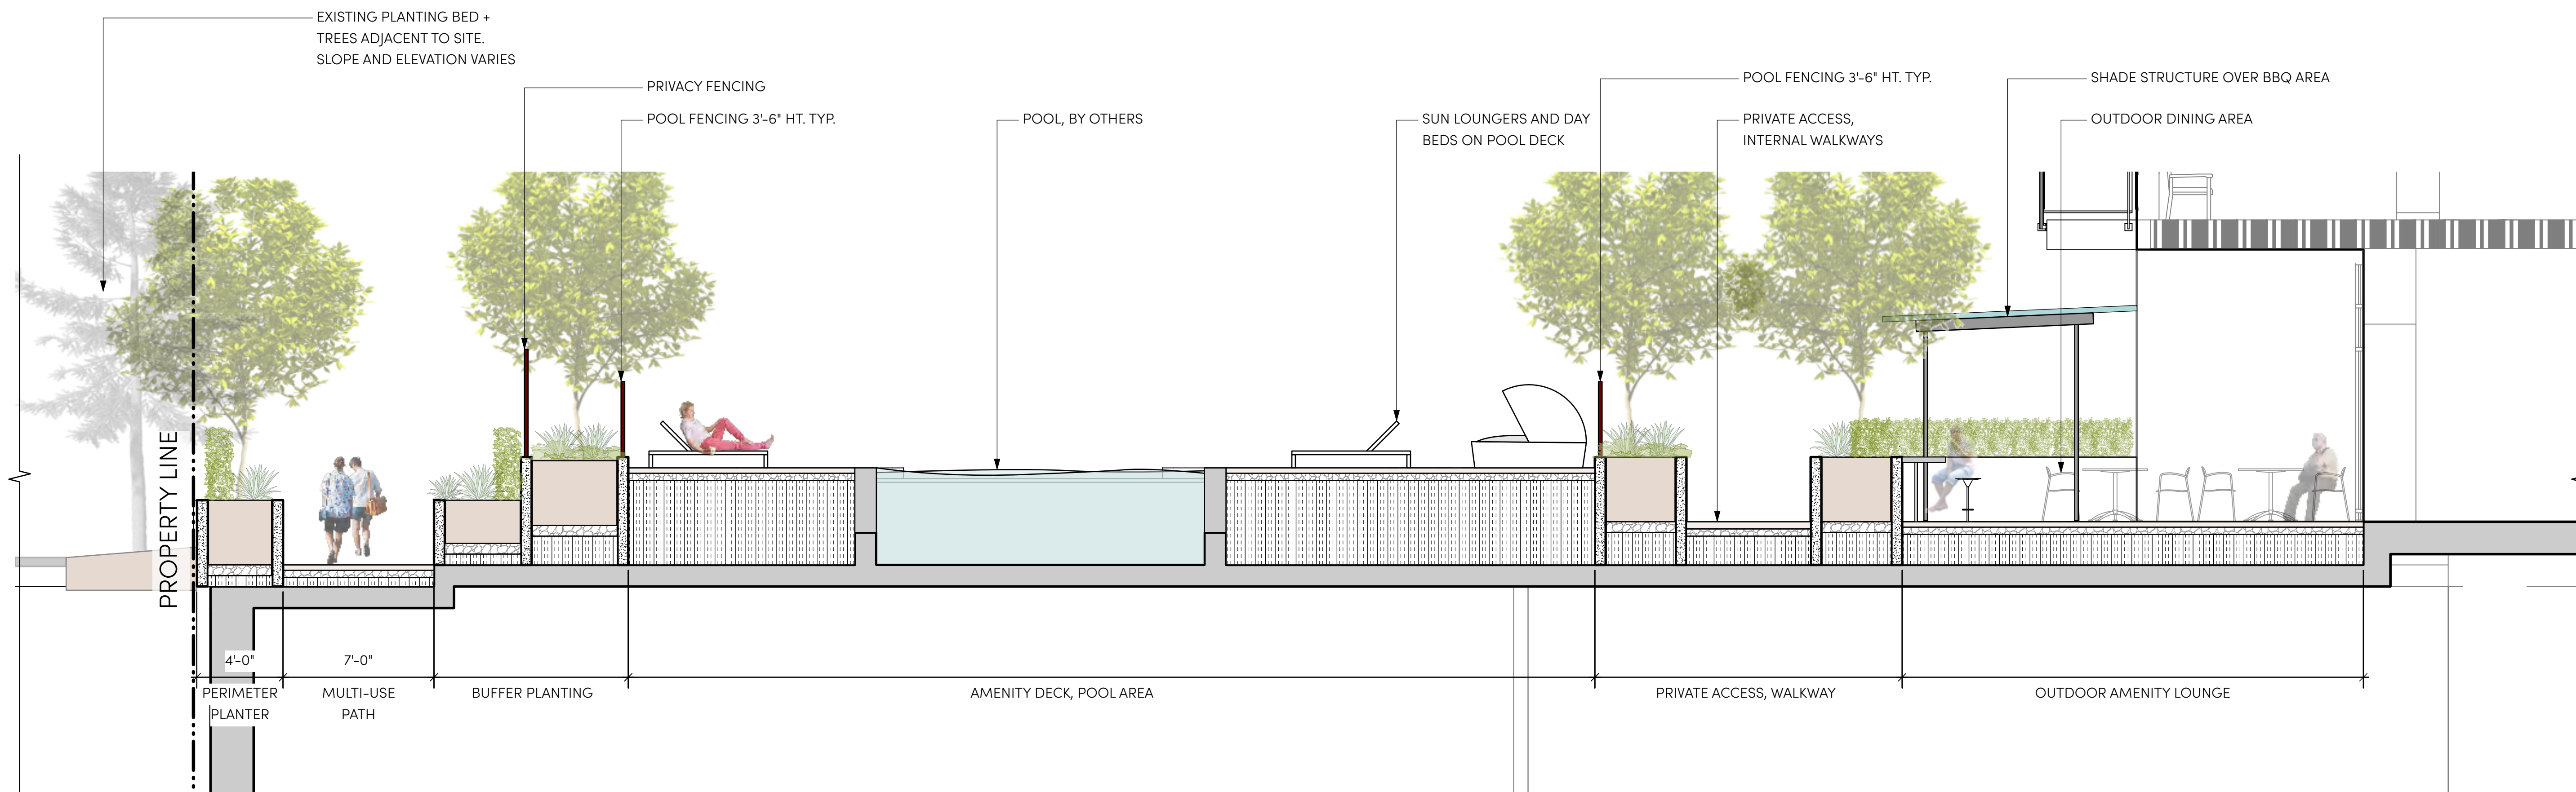 EXISTING PLANTING BED +
TREES ADJACENT TO SITE.
SLOPE AND ELEVATION VARIES
PRIVACY FENCING
POOL FENCING 3'-6" HT. TYP.
POOL, BY OTHERS
SUN LOUNGERS AND DAY
BEDS ON POOL DECK
POOL FENCING 3'-6" HT. TYP.
PRIVATE ACCESS,
INTERNAL WALKWAYS
SHADE STRUCTURE OVER BBQ AREA
OUTDOOR DINING AREA
PROPERTY LINE
4'-0"
7'-0"
PERIMETER
PLANTER
MULTI-USE
PATH
BUFFER PLANTING
AMENITY DECK, POOL AREA
PRIVATE ACCESS, WALKWAY
OUTDOOR AMENITY LOUNGE